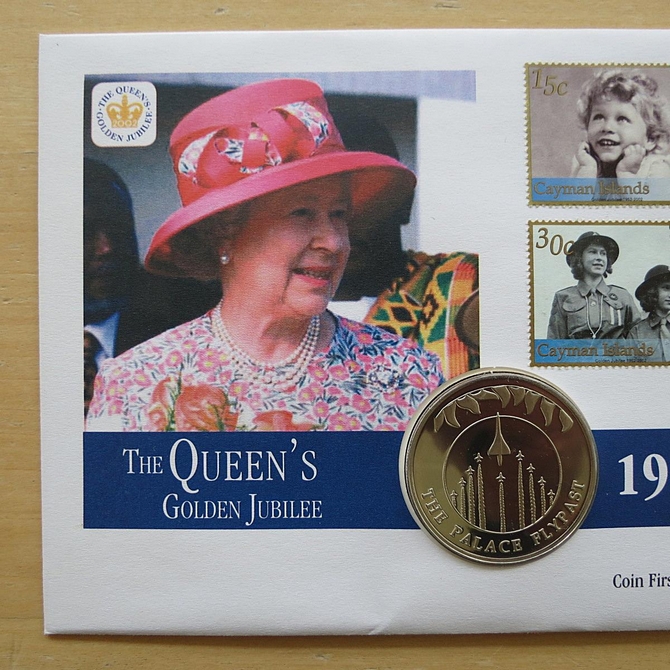 THE QUEEN'S
2002
GOLDEN JUBILEE
15c
Cayman Islands
30c
Cayman Islands
THE QUEEN'S
GOLDEN JUBILEE
THE PALACE FLYPAST
19
Coin Firs